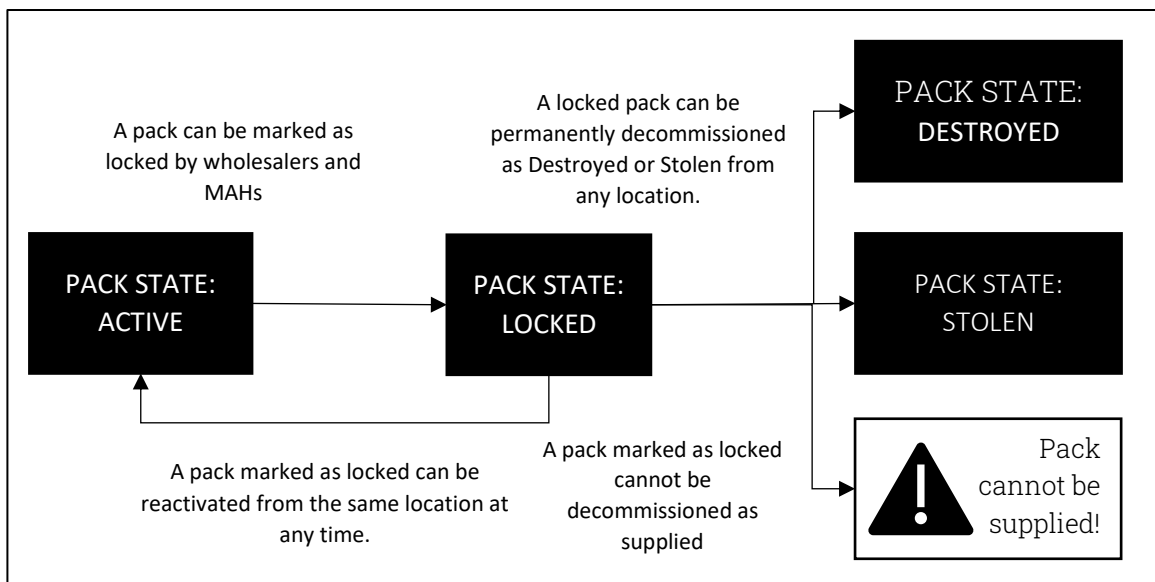 A pack can be marked as
locked by wholesalers and
MAHs
A locked pack can be
permanently decommissioned
as Destroyed or Stolen from
any location.
PACK STATE:
DESTROYED
PACK STATE:
ACTIVE
PACK STATE:
LOCKED
PACK STATE:
STOLEN
A pack marked as locked can be
reactivated from the same location at
any time.
A pack marked as locked
cannot be
decommissioned as
supplied
Pack
cannot be
supplied!